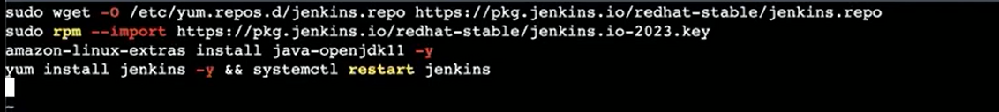 sudo wget -O /etc/yum.repos.d/jenkins.repo https://pkg.jenkins.io/redhat-stable/jenkins.repo
sudo rpm --import https://pkg.jenkins.io/redhat-stable/jenkins.io-2023.key
amazon-linux-extras install java-openjdk11 -y
yum install jenkins -y && systemctl restart jenkins
~